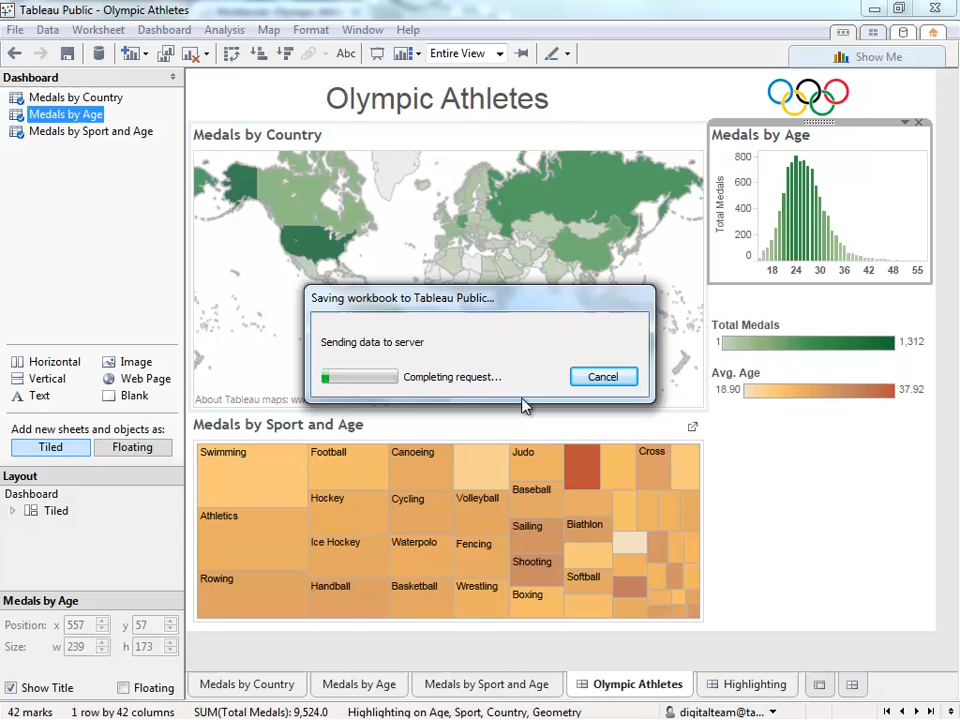 Tableau Public - Olympic Athletes
File Data Worksheet Dashboard Analysis Map Format Window Help
Abc Entire View Show Me
Dashboard
Medals by Country
Medals by Age
Medals by Sport and Age
Horizontal Image
Vertical Web Page
A Text Blank
Add new sheets and objects as:
Tiled Floating
Layout
Dashboard
Tiled
Medals by Age
Position: x 557 y 57
Size: w 239 h 173
Show Title Floating
Olympic Athletes
Medals by Country
About Tableau maps:
Medals by Age
Total Medals
800
600
400
200
0
18 24 30 36 42 48 55
Total Medals
1 1,312
Avg. Age
18.90 37.92
Saving workbook to Tableau Public...
Sending data to server
Completing request... Cancel
Medals by Sport and Age
Swimming Football Canoeing Judo Cross
Hockey Cycling Volleyball Baseball
Athletics Sailing Biathlon
Ice Hockey Waterpolo Fencing
Shooting
Rowing Handball Basketball Wrestling Softball
Boxing
Medals by Country Medals by Age Medals by Sport and Age Olympic Athletes Highlighting
42 marks 1 row by 42 columns SUM(Total Medals): 9,524.0 Highlighting on Age, Sport, Country, Geometry digitalteam@ta...